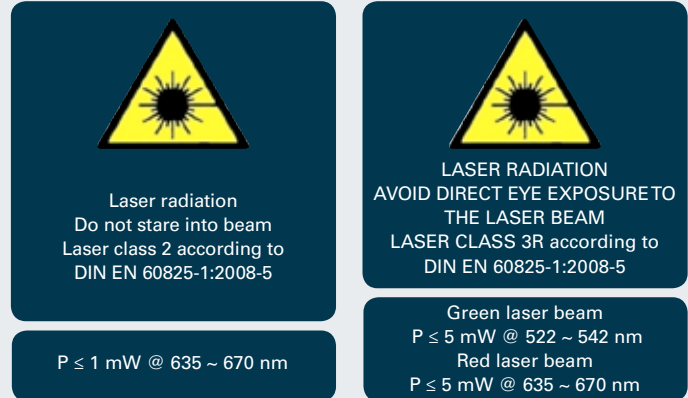 Laser radiation
Do not stare into beam
Laser class 2 according to
DIN EN 60825-1:2008-5
P ≤ 1 mW @ 635 ~ 670 nm
LASER RADIATION
AVOID DIRECT EYE EXPOSURE TO
THE LASER BEAM
LASER CLASS 3R according to
DIN EN 60825-1:2008-5
Green laser beam
P ≤ 5 mW @ 522 ~ 542 nm
Red laser beam
P ≤ 5 mW @ 635 ~ 670 nm